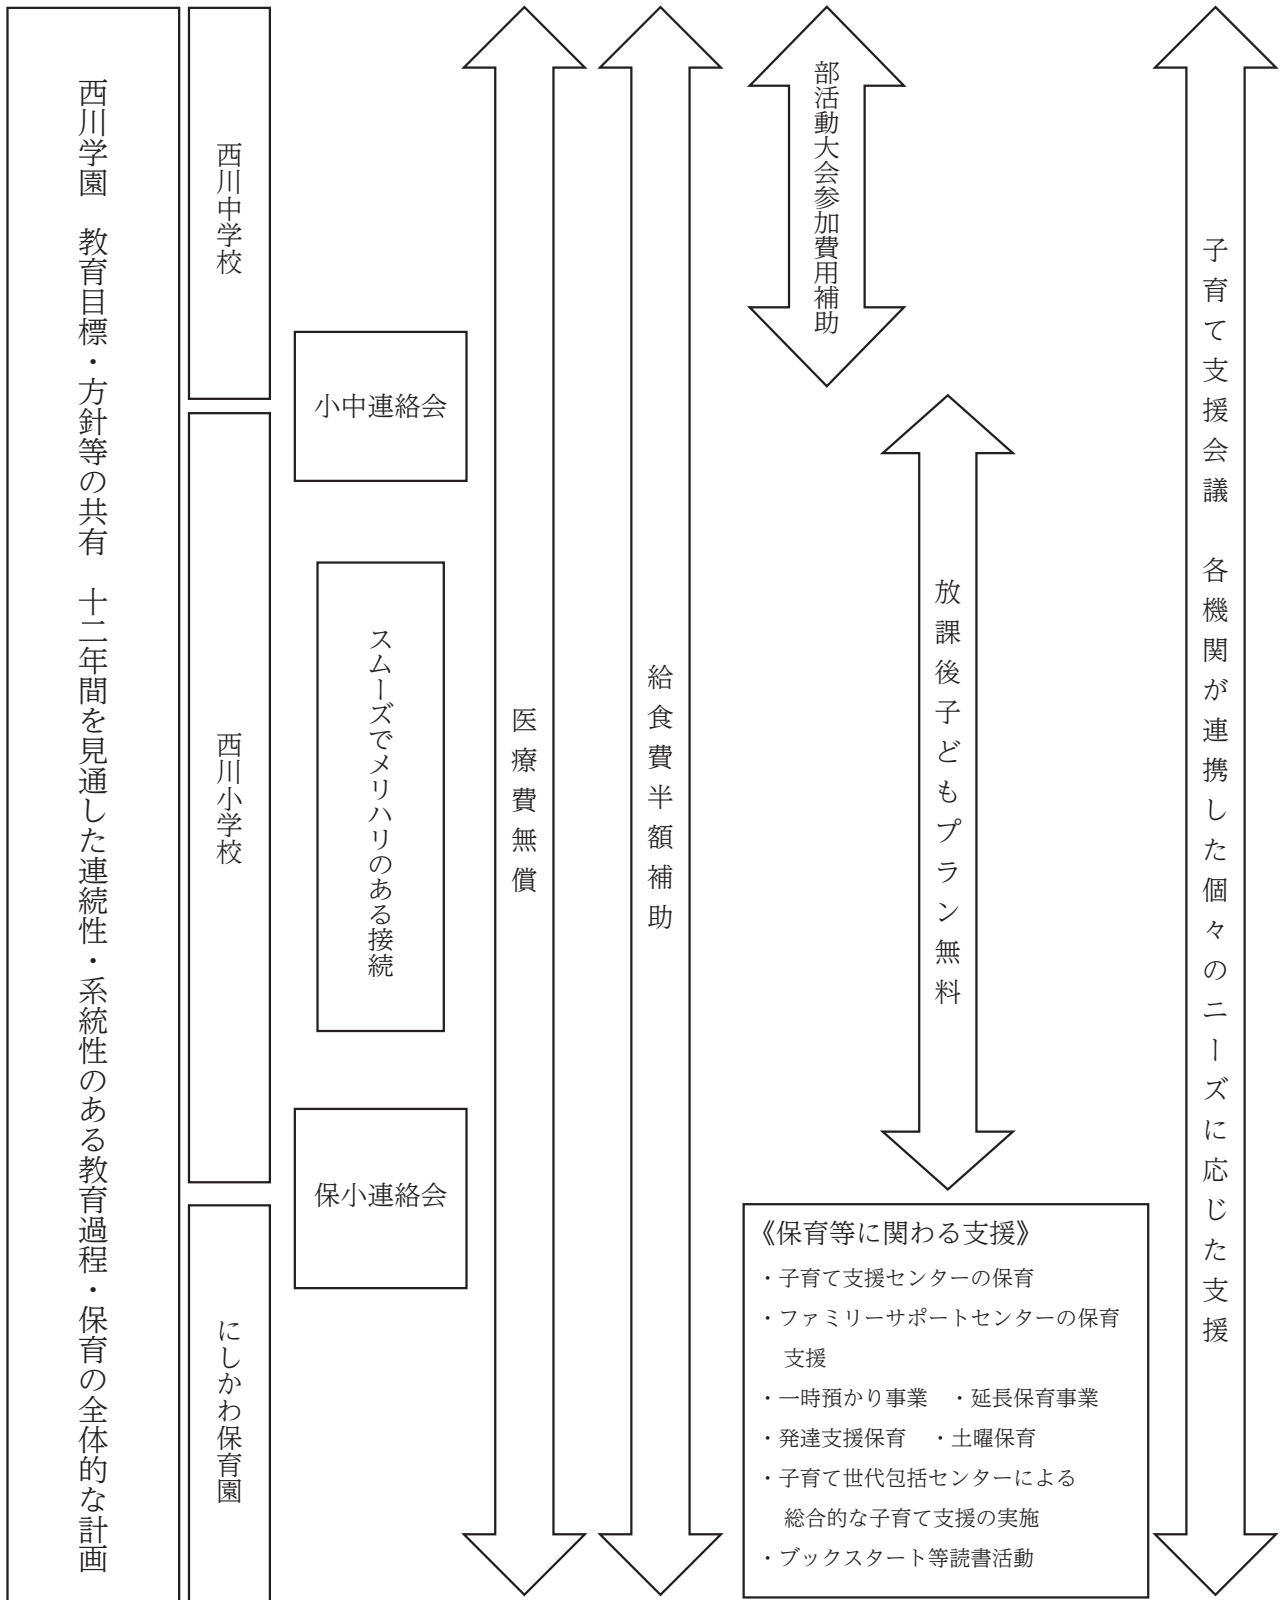 西川学園　教育目標・方針等の共有　十二年間を見通した連続性・系統性のある教育過程・保育の全体的な計画
西川中学校
西川小学校
にしかわ保育園
小中連絡会
スムーズでメリハリのある接続
保小連絡会
医療費無償
給食費半額補助
部活動大会参加費用補助
放課後子どもプラン無料
《保育等に関わる支援》
・子育て支援センターの保育
・ファミリーサポートセンターの保育
支援
・一時預かり事業　・延長保育事業
・発達支援保育　・土曜保育
・子育て世代包括センターによる
総合的な子育て支援の実施
・ブックスタート等読書活動
子育て支援会議　各機関が連携した個々のニーズに応じた支援